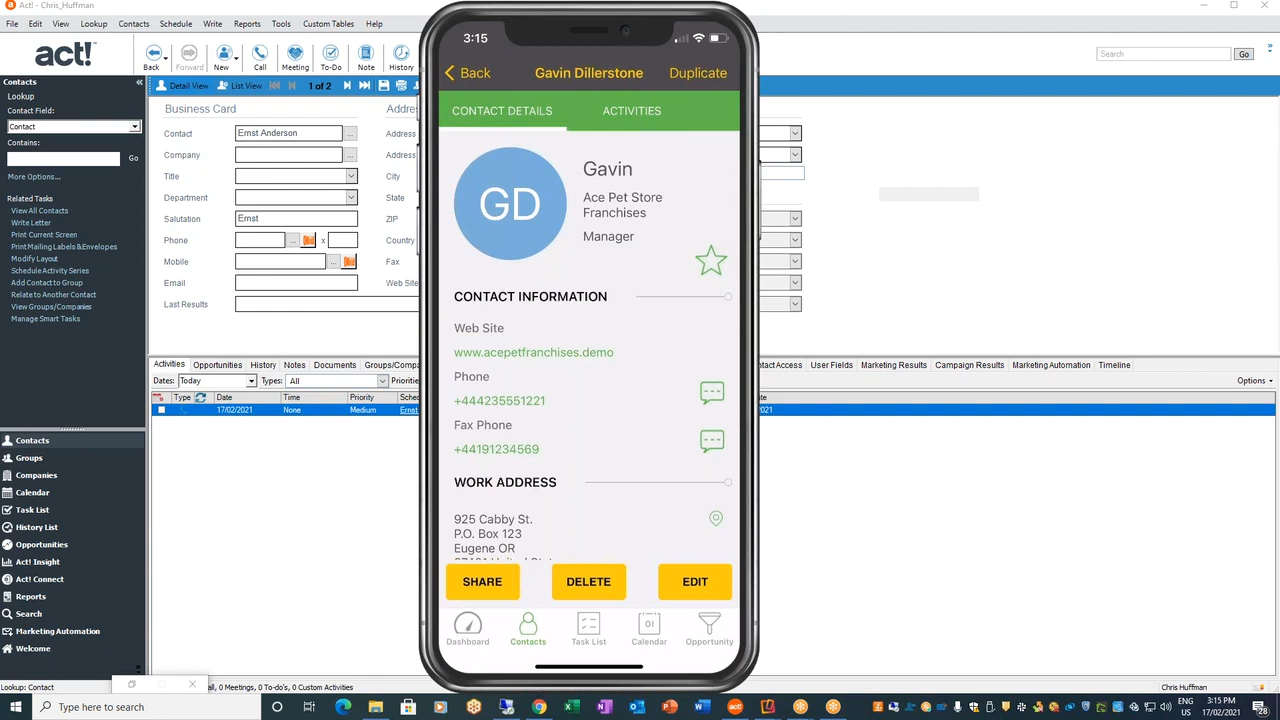 Act! - Chris_Huffman
File Edit View Lookup Contacts Schedule Write Reports Tools Custom Tables Help
act!
Back Forward New Call Meeting To-Do Note History
Search Go
Contacts
Detail View List View 1 of 2
Lookup
Contact Field:
Contact
Contains:
Go
More Options...
Related Tasks
View All Contacts
Write Letter
Print Current Screen
Print Mailing Labels & Envelopes
Modify Layout
Schedule Activity Series
Add Contact to Group
Relate to Another Contact
View Groups/Companies
Manage Smart Tasks
Contacts
Groups
Companies
Calendar
Task List
History List
Opportunities
Act! Insight
Act! Connect
Reports
Search
Marketing Automation
Welcome
Business Card
Contact Ernst Anderson ...
Company ...
Title
Department
Salutation Ernst
Phone ... x
Mobile ...
Email
Last Results
Address
Address
City
State
ZIP
Country
Fax
Web Site
3:15
Back Gavin Dillerstone Duplicate
CONTACT DETAILS ACTIVITIES
GD
Gavin
Ace Pet Store
Franchises
Manager
CONTACT INFORMATION
Web Site
www.acepetfranchises.demo
Phone
+444235551221
Fax Phone
+44191234569
WORK ADDRESS
925 Cabby St.
P.O. Box 123
Eugene OR
SHARE DELETE EDIT
Dashboard Contacts Task List Calendar Opportunity
Activities Opportunities History Notes Documents Groups/Compa
tact Access User Fields Marketing Results Campaign Results Marketing Automation Timeline
Dates: Today Types: All Priorities
Options
Type Date Time Priority Sched
17/02/2021 None Medium Ernst
Lookup: Contact
0 Meetings, 0 To-do's, 0 Custom Activities
Chris Huffman
Type here to search
ENG
US
3:15 PM
17/02/2021